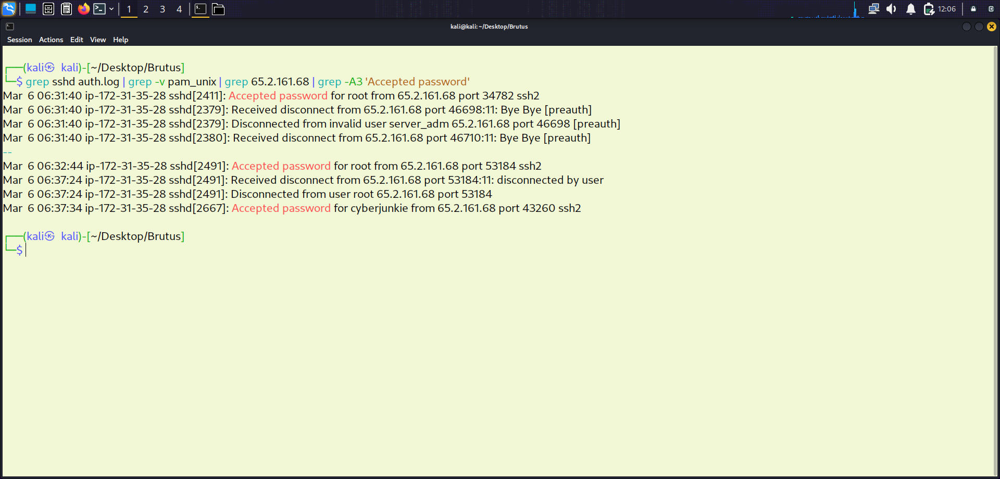 1 2 3 4 12:06
kali@kali: ~/Desktop/Brutus
Session Actions Edit View Help
┌──(kali㉿ kali)-[~/Desktop/Brutus]
└─$ grep sshd auth.log | grep -v pam_unix | grep 65.2.161.68 | grep -A3 'Accepted password'
Mar  6 06:31:40 ip-172-31-35-28 sshd[2411]: Accepted password for root from 65.2.161.68 port 34782 ssh2
Mar  6 06:31:40 ip-172-31-35-28 sshd[2379]: Received disconnect from 65.2.161.68 port 46698:11: Bye Bye [preauth]
Mar  6 06:31:40 ip-172-31-35-28 sshd[2379]: Disconnected from invalid user server_adm 65.2.161.68 port 46698 [preauth]
Mar  6 06:31:40 ip-172-31-35-28 sshd[2380]: Received disconnect from 65.2.161.68 port 46710:11: Bye Bye [preauth]
--
Mar  6 06:32:44 ip-172-31-35-28 sshd[2491]: Accepted password for root from 65.2.161.68 port 53184 ssh2
Mar  6 06:37:24 ip-172-31-35-28 sshd[2491]: Received disconnect from 65.2.161.68 port 53184:11: disconnected by user
Mar  6 06:37:24 ip-172-31-35-28 sshd[2491]: Disconnected from user root 65.2.161.68 port 53184
Mar  6 06:37:34 ip-172-31-35-28 sshd[2667]: Accepted password for cyberjunkie from 65.2.161.68 port 43260 ssh2
┌──(kali㉿ kali)-[~/Desktop/Brutus]
└─$